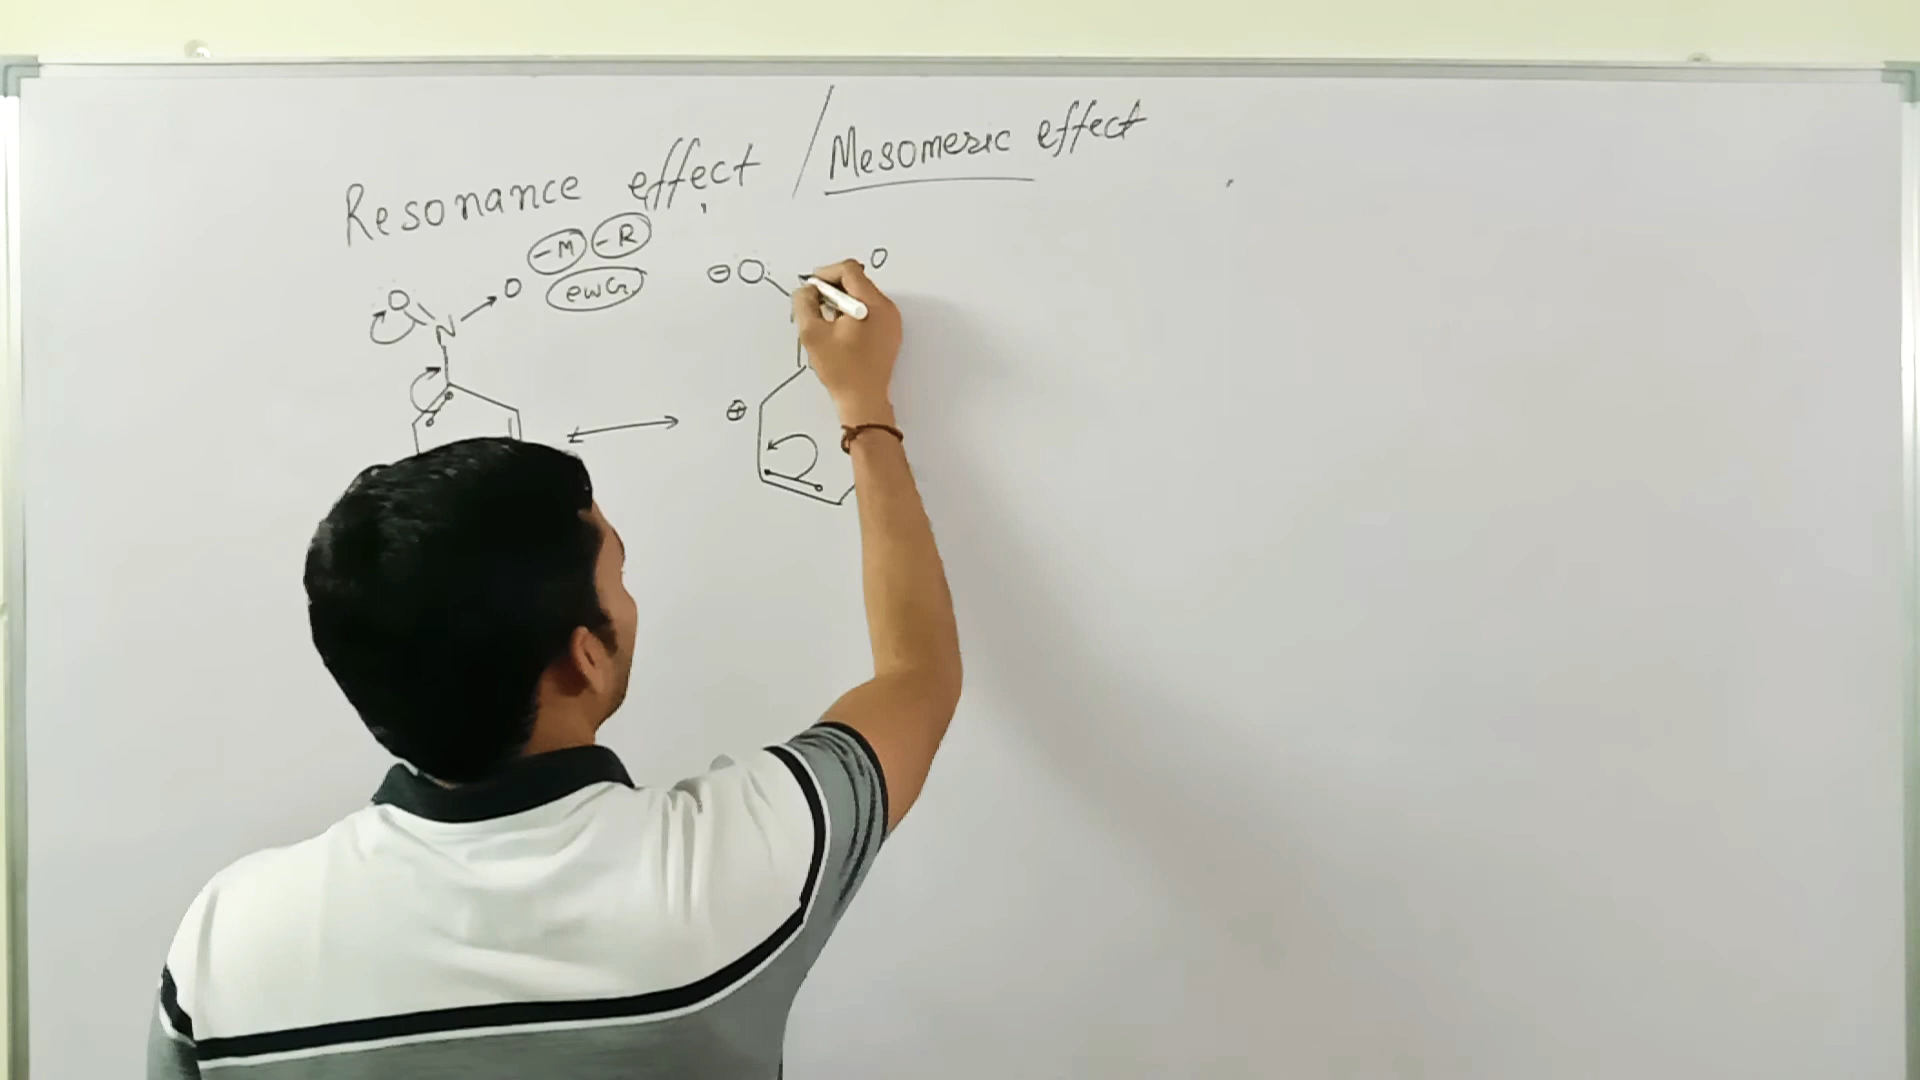 Resonance effect / Mesomeric effect
-M -R
ewG
O N O
⊖ O O
⊕